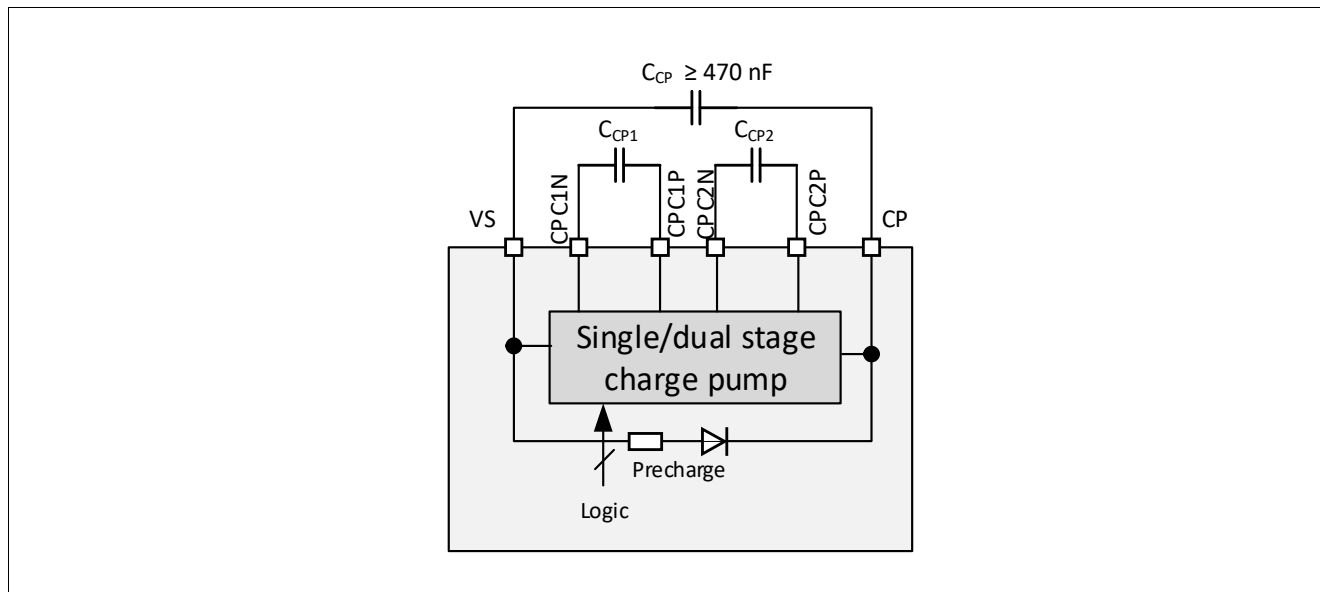 C_CP ≥ 470 nF
C_CP1
C_CP2
VS
CPC1N
CPC1P
CPC2N
CPC2P
CP
Single/dual stage
charge pump
Precharge
Logic